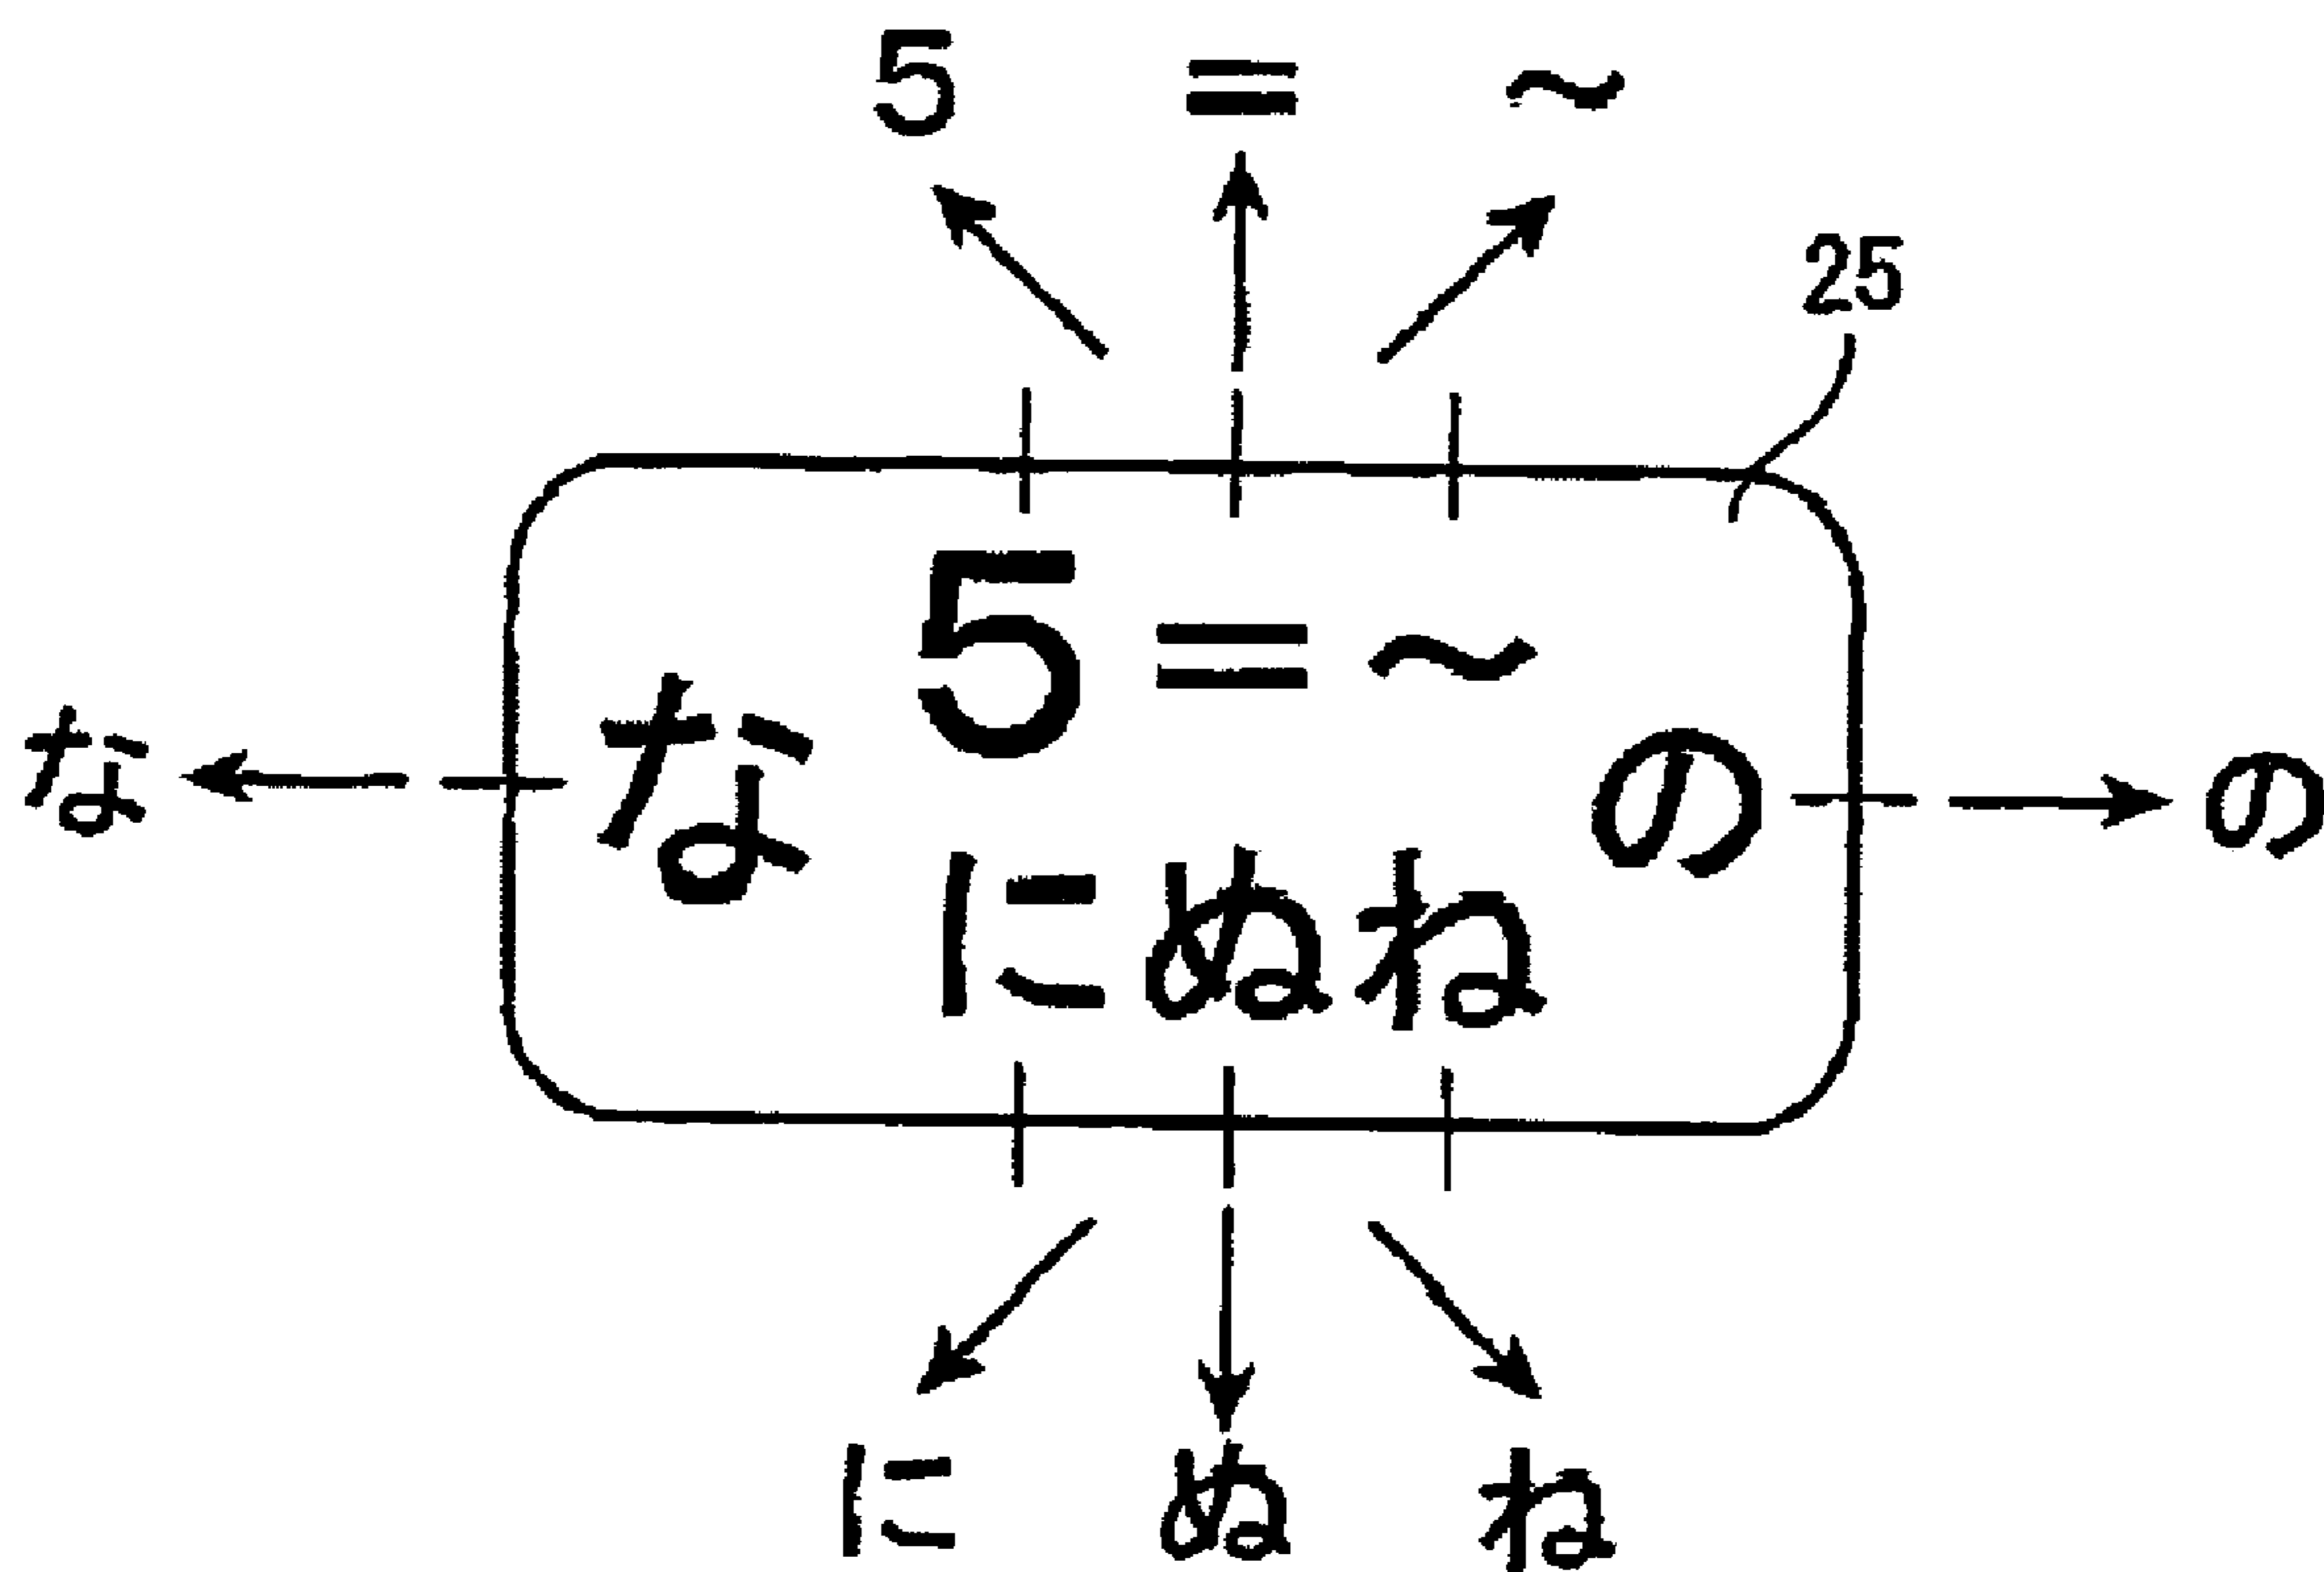 5 = ~
25
5=~
な な の の
にぬね
に ぬ ね